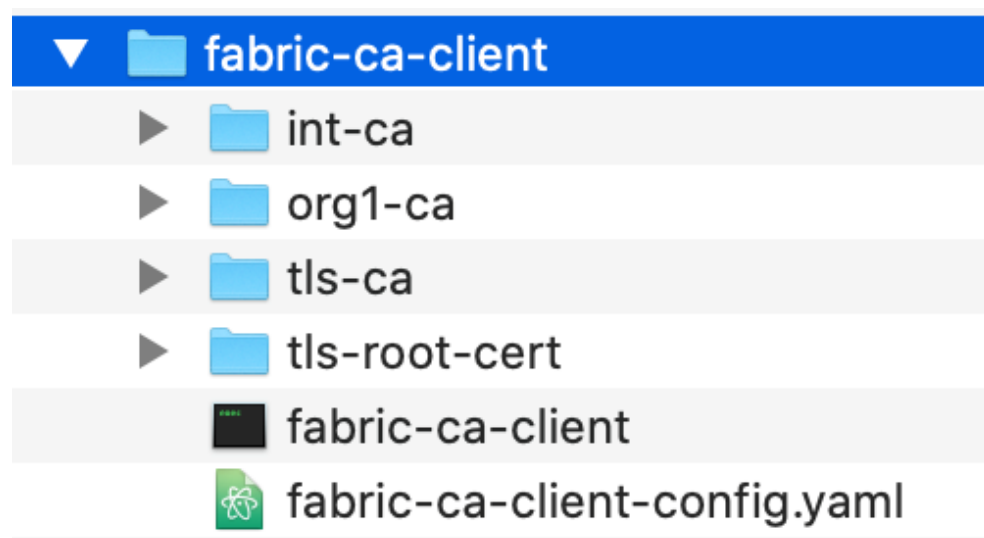 fabric-ca-client
int-ca
org1-ca
tls-ca
tls-root-cert
fabric-ca-client
fabric-ca-client-config.yaml